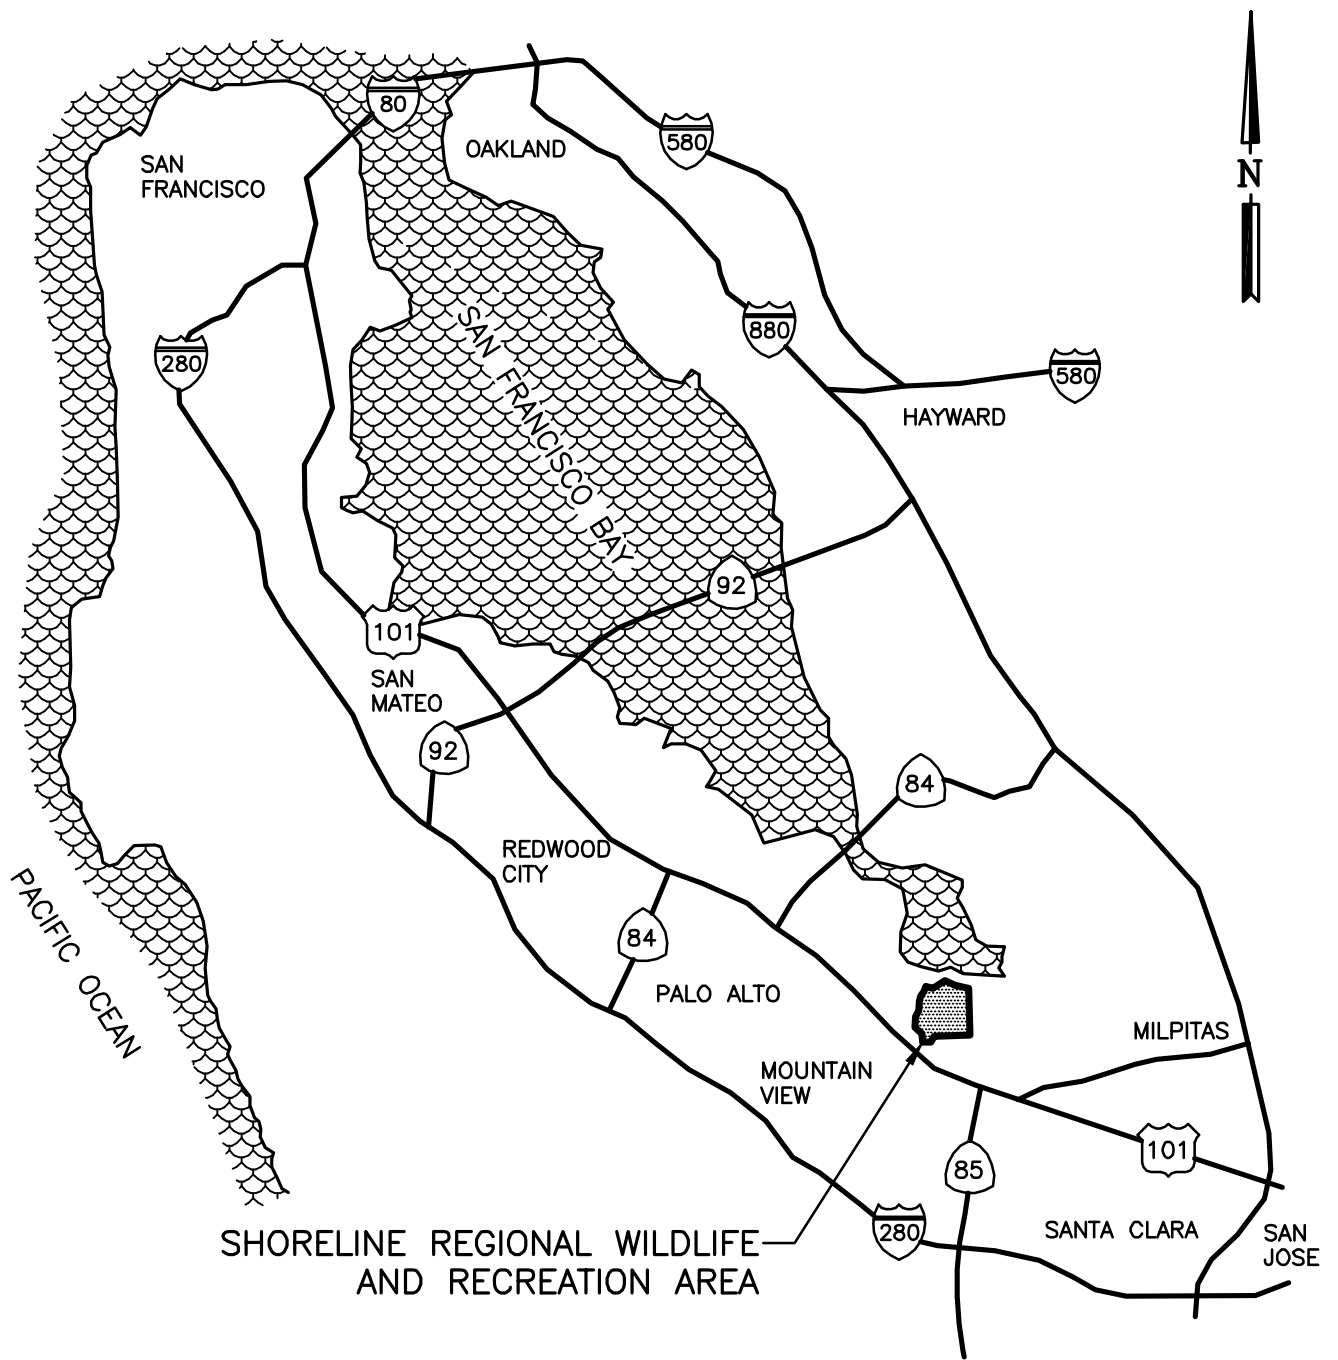 80
OAKLAND
580
N
SAN
FRANCISCO
280
880
580
HAYWARD
SAN FRANCISCO BAY
92
101
SAN
MATEO
92
84
REDWOOD
CITY
84
PACIFIC OCEAN
PALO ALTO
MILPITAS
MOUNTAIN
VIEW
101
85
280
SANTA CLARA
SAN
JOSE
SHORELINE REGIONAL WILDLIFE
AND RECREATION AREA